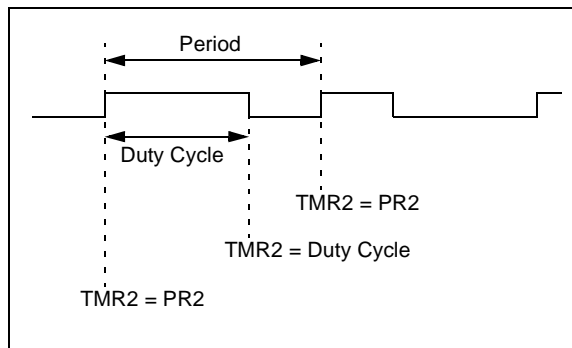 Period
Duty Cycle
TMR2 = PR2
TMR2 = Duty Cycle
TMR2 = PR2